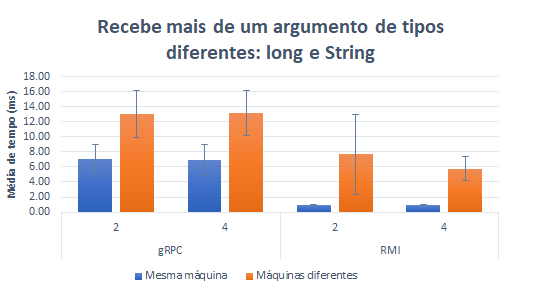 Recebe mais de um argumento de tipos
diferentes: long e String
Média de tempo (ms)
18.00
16.00
14.00
12.00
10.00
8.00
6.00
4.00
2.00
0.00
2 4 2 4
gRPC RMI
Mesma máquina Máquinas diferentes